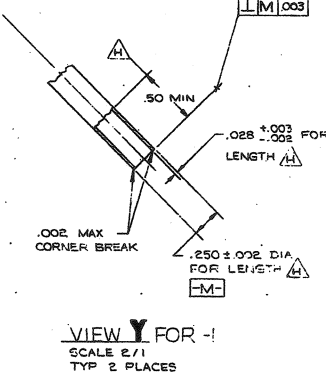 ⊥ M .003
H
.50 MIN
.028 +.003 -.002 FOR
LENGTH H
.002 MAX
CORNER BREAK
.250 ±.002 DIA
FOR LENGTH H
-M-
VIEW Y FOR -1
SCALE 2/1
TYP 2 PLACES